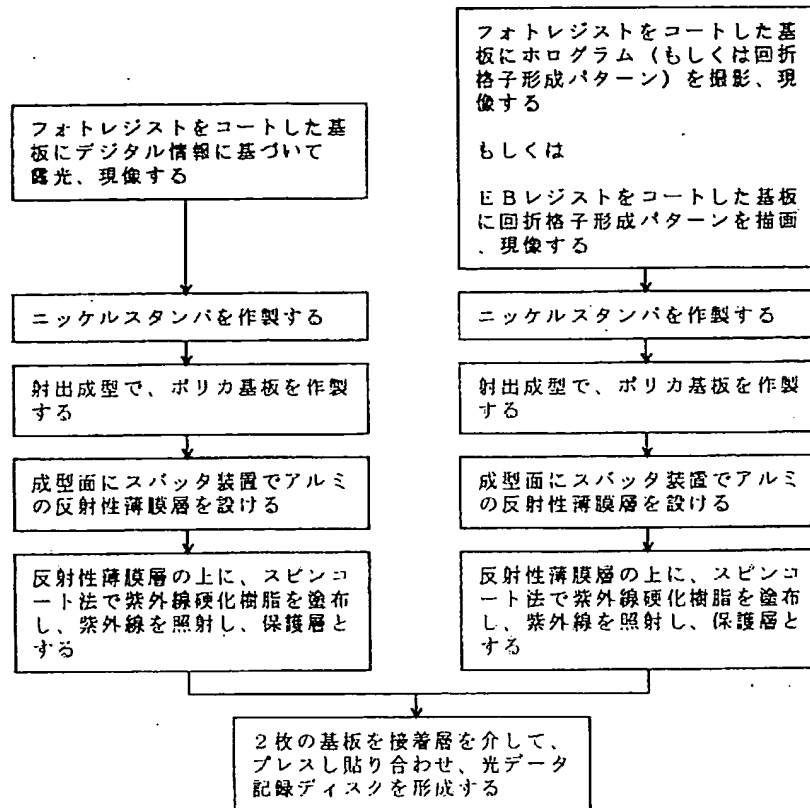 フォトレジストをコートした基
板にデジタル情報に基づいて
露光、現像する
ニッケルスタンパを作製する
射出成型で、ポリカ基板を作製
する
成型面にスパッタ装置でアルミ
の反射性薄膜層を設ける
反射性薄膜層の上に、スピンコ
ート法で紫外線硬化樹脂を塗布
し、紫外線を照射し、保護層と
する
フォトレジストをコートした基
板にホログラム(もしくは回折
格子形成パターン)を撮影、現
像する
もしくは
EBレジストをコートした基板
に回折格子形成パターンを描画
、現像する
ニッケルスタンパを作製する
射出成型で、ポリカ基板を作製
する
成型面にスパッタ装置でアルミ
の反射性薄膜層を設ける
反射性薄膜層の上に、スピンコ
ート法で紫外線硬化樹脂を塗布
し、紫外線を照射し、保護層と
する
2枚の基板を接着層を介して、
プレスし貼り合わせ、光データ
記録ディスクを形成する